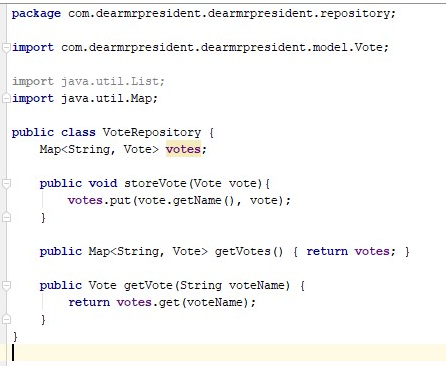 package com.dearmrpresident.dearmrpresident.repository;
import com.dearmrpresident.dearmrpresident.model.Vote;
import java.util.List;
import java.util.Map;
public class VoteRepository {
Map<String, Vote> votes;
public void storeVote(Vote vote){
votes.put(vote.getName(), vote);
}
public Map<String, Vote> getVotes() { return votes; }
public Vote getVote(String voteName) {
return votes.get(voteName);
}
}